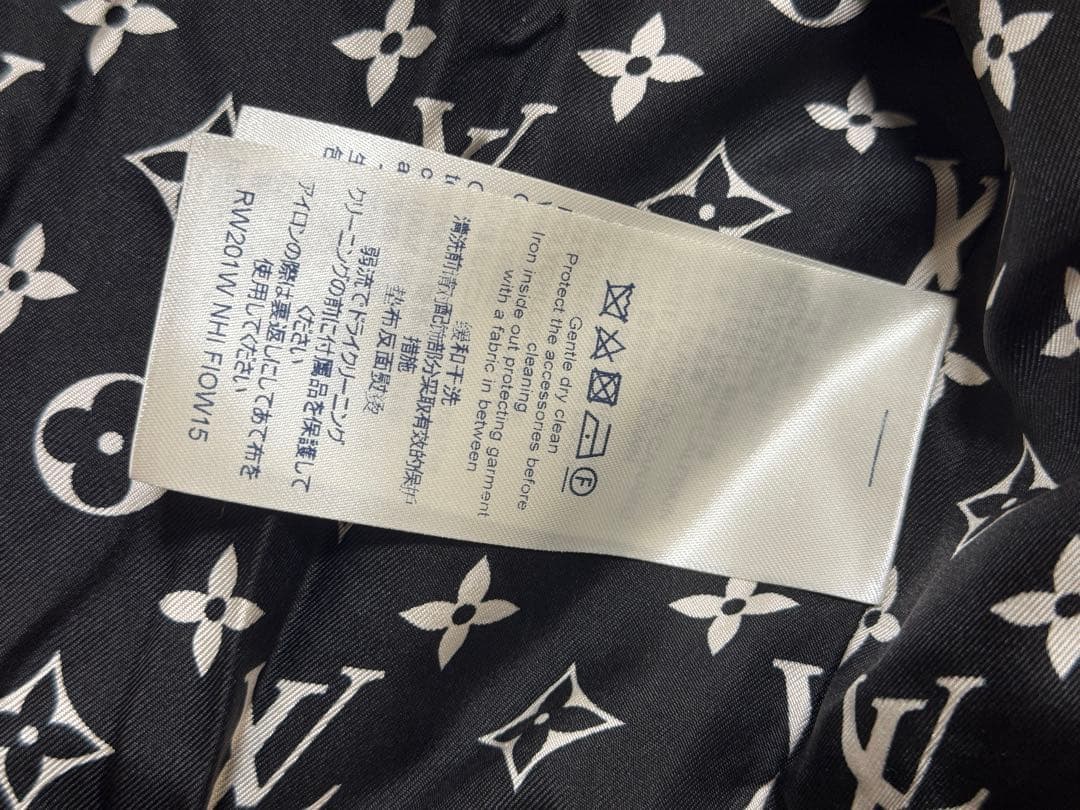 F
Gentle dry clean
Protect the accessories before
cleaning
Iron inside out protecting garment
with a fabric in between
缓和干洗
清洗前请对配饰部分采取有效的保护
措施
垫布反面熨烫
弱流でドライクリーニング
クリーニングの前に付属品を保護して
ください
アイロンの際は裏返しにしてあて布を
使用してください
RW201W NHI FIOW15